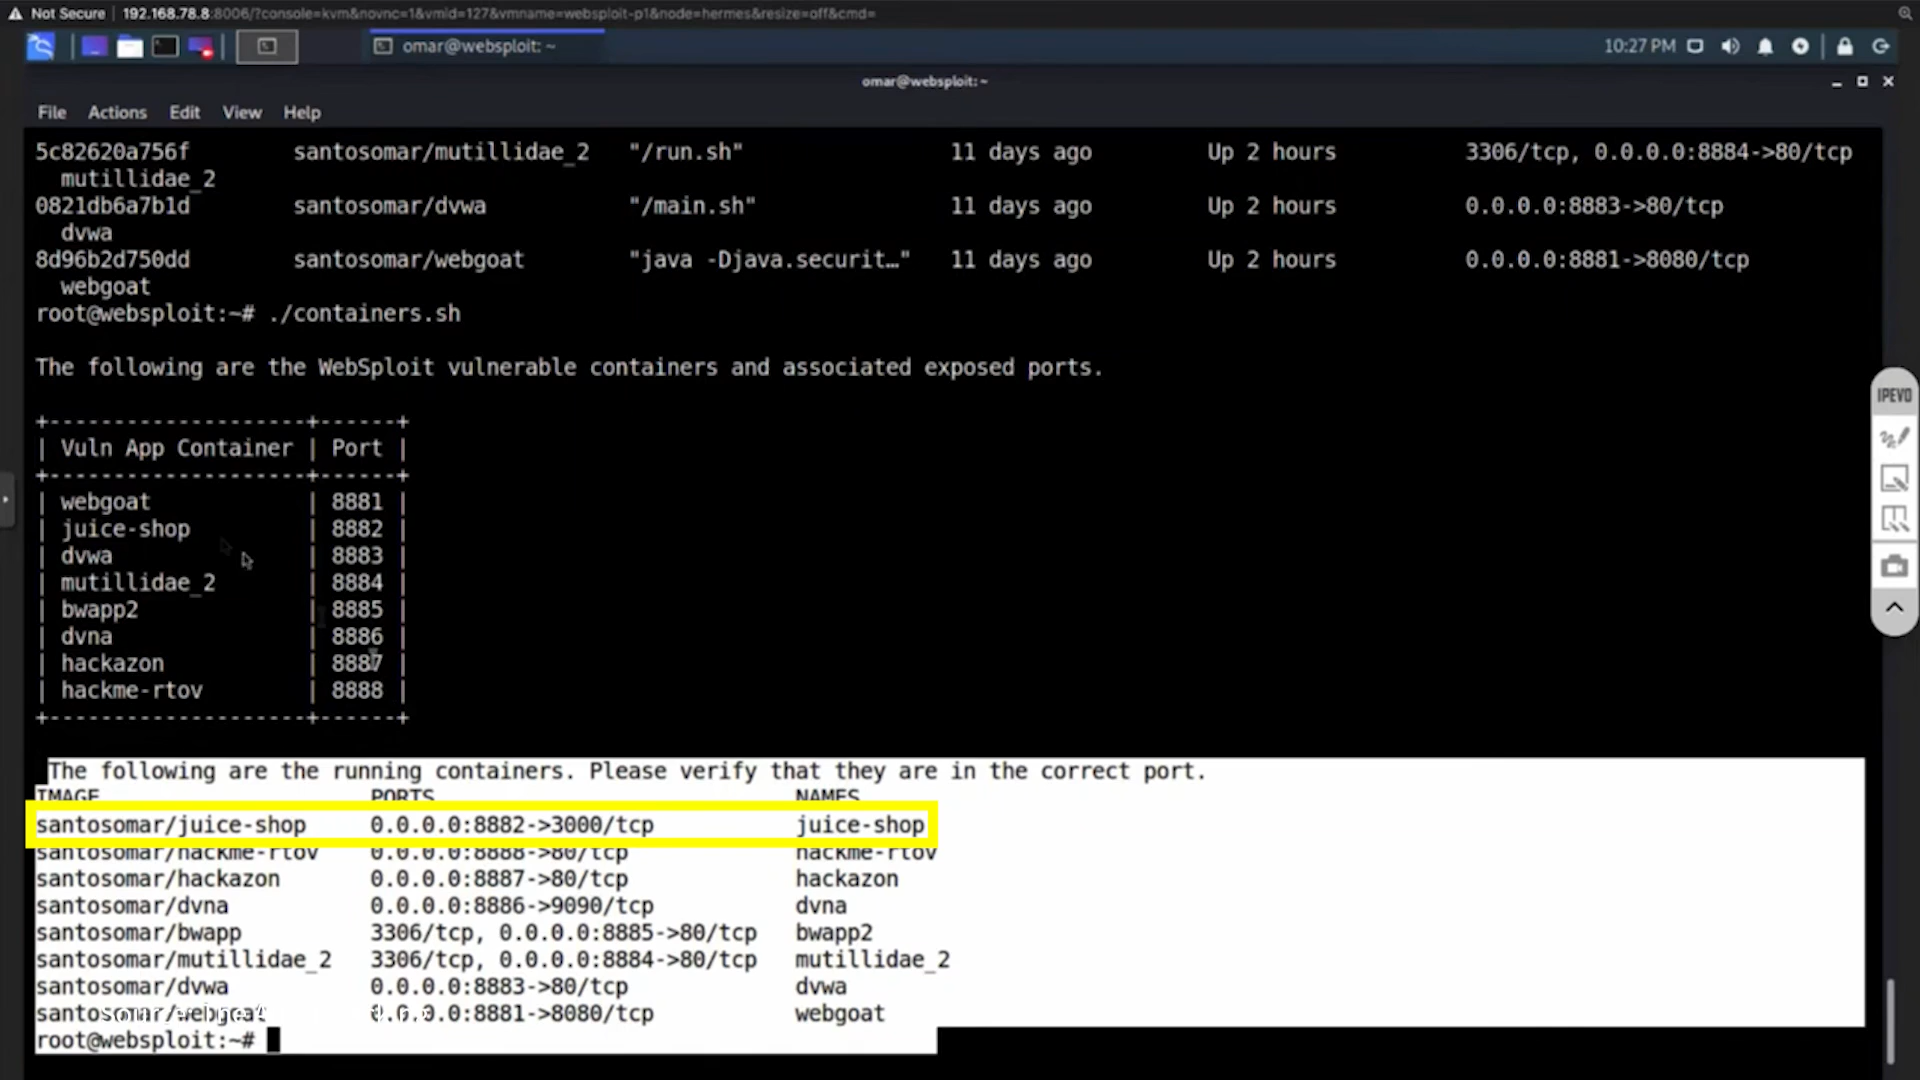 Not Secure | 192.168.78.8:8006/?console=kvm&novnc=1&vmid=127&vmname=websploit-p1&node=hermes&resize=off&cmd=
omar@websploit: ~ 10:27 PM
omar@websploit: ~
File Actions Edit View Help
5c82620a756f santosomar/mutillidae_2 "/run.sh" 11 days ago Up 2 hours 3306/tcp, 0.0.0.0:8884->80/tcp
mutillidae_2
0821db6a7b1d santosomar/dvwa "/main.sh" 11 days ago Up 2 hours 0.0.0.0:8883->80/tcp
dvwa
8d96b2d750dd santosomar/webgoat "java -Djava.securit…" 11 days ago Up 2 hours 0.0.0.0:8881->8080/tcp
webgoat
root@websploit:~# ./containers.sh
The following are the WebSploit vulnerable containers and associated exposed ports.
+---------------------+------+
| Vuln App Container | Port |
+---------------------+------+
| webgoat | 8881 |
| juice-shop | 8882 |
| dvwa | 8883 |
| mutillidae_2 | 8884 |
| bwapp2 | 8885 |
| dvna | 8886 |
| hackazon | 8887 |
| hackme-rtov | 8888 |
+---------------------+------+
The following are the running containers. Please verify that they are in the correct port.
IMAGE PORTS NAMES
santosomar/juice-shop 0.0.0.0:8882->3000/tcp juice-shop
santosomar/hackme-rtov 0.0.0.0:8888->80/tcp hackme-rtov
santosomar/hackazon 0.0.0.0:8887->80/tcp hackazon
santosomar/dvna 0.0.0.0:8886->9090/tcp dvna
santosomar/bwapp 3306/tcp, 0.0.0.0:8885->80/tcp bwapp2
santosomar/mutillidae_2 3306/tcp, 0.0.0.0:8884->80/tcp mutillidae_2
santosomar/dvwa 0.0.0.0:8883->80/tcp dvwa
santosomar/webgoat 0.0.0.0:8881->8080/tcp webgoat
root@websploit:~#
IPEVO